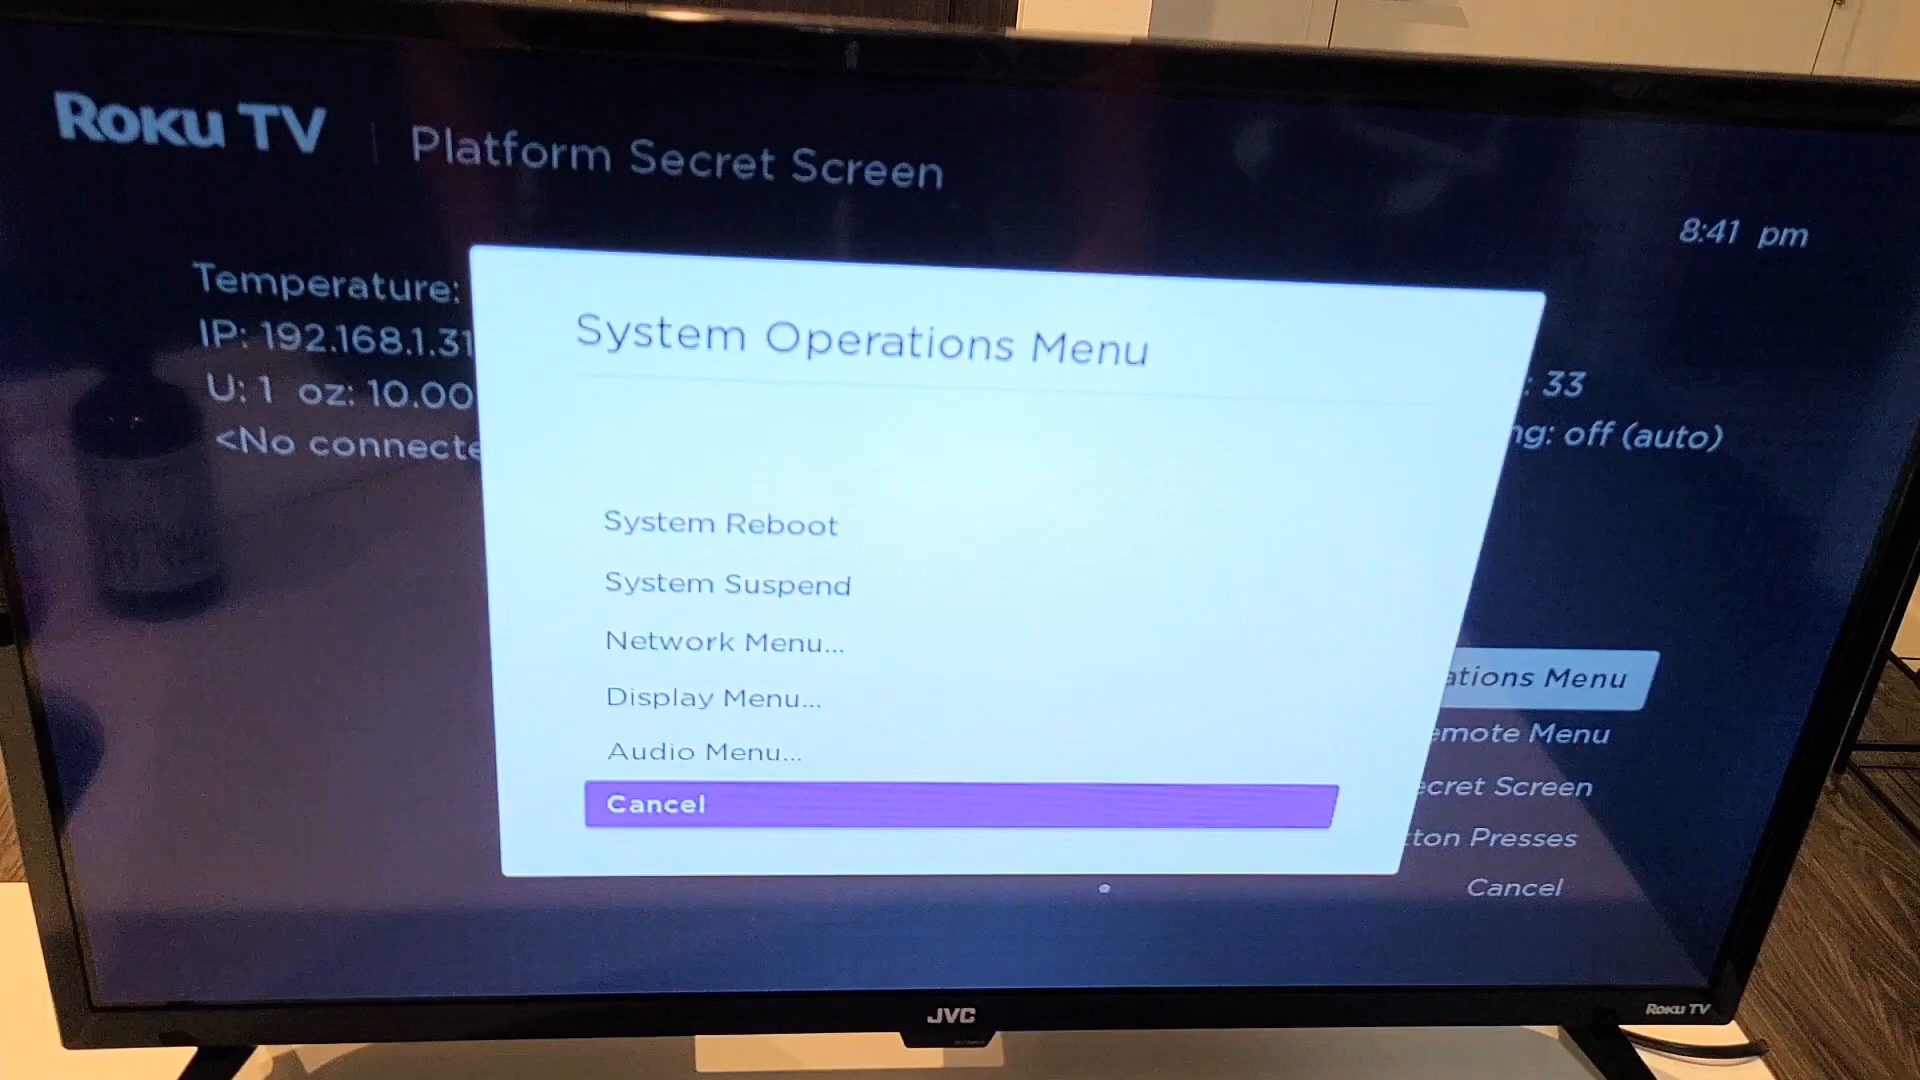 Roku TV
Platform Secret Screen
8:41 pm
Temperature:
IP: 192.168.1.31
U: 1 oz: 10.00
<No connecte
: 33
ng: off (auto)
System Operations Menu
System Reboot
System Suspend
Network Menu...
Display Menu...
Audio Menu...
Cancel
ations Menu
emote Menu
ecret Screen
tton Presses
Cancel
JVC
Roku TV